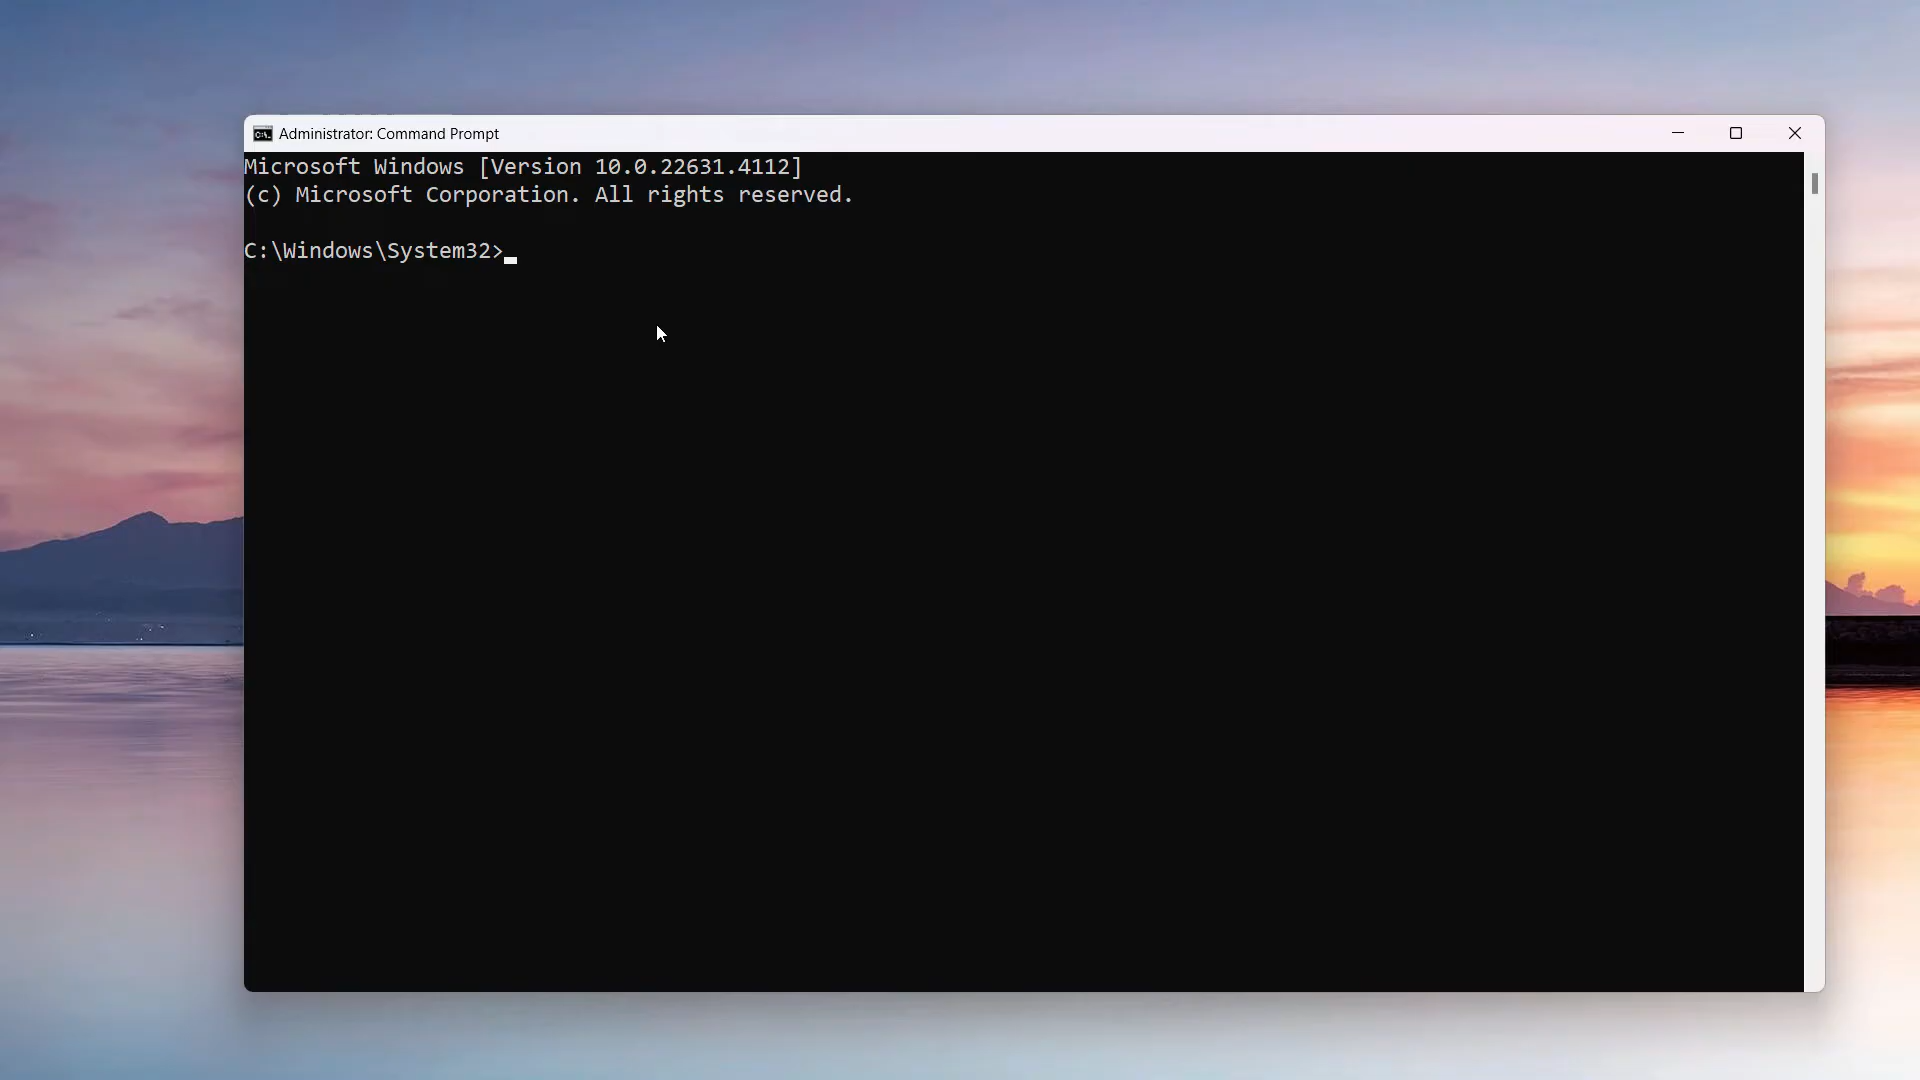 Administrator: Command Prompt
Microsoft Windows [Version 10.0.22631.4112]
(c) Microsoft Corporation. All rights reserved.
C:\Windows\System32>